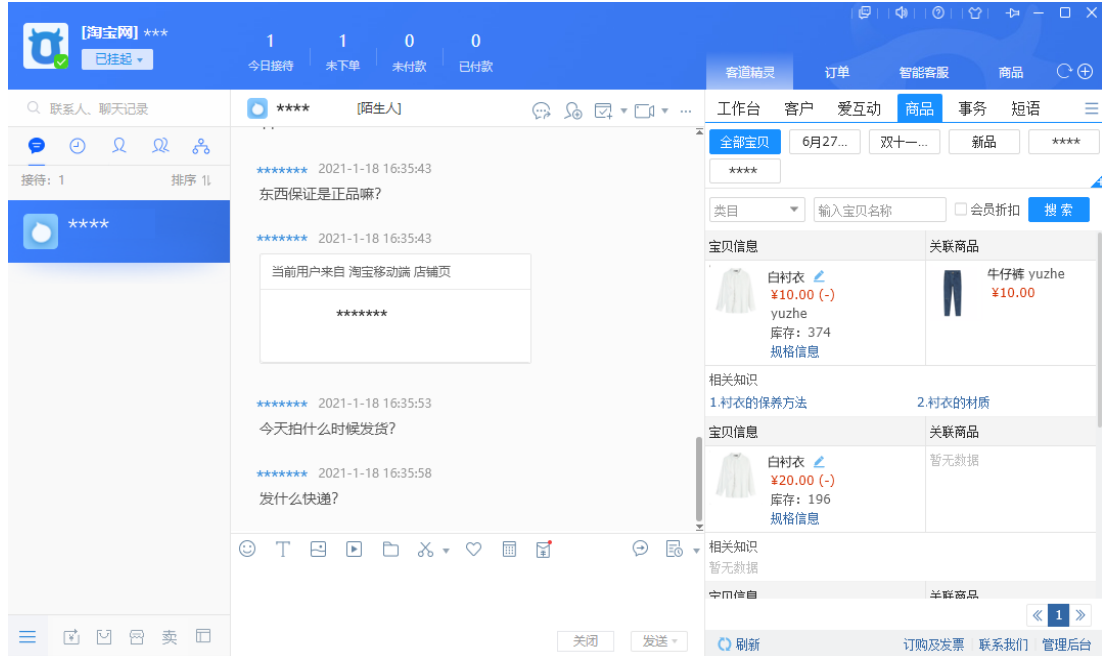 [淘宝网] ***
已挂起
1 1 0 0
今日接待 未下单 未付款 已付款
客道精灵 订单 智能客服 商品
联系人、聊天记录
接待: 1 排序
****
**** [陌生人]
******* 2021-1-18 16:35:43
东西保证是正品嘛?
******* 2021-1-18 16:35:43
当前用户来自 淘宝移动端 店铺页
*******
******* 2021-1-18 16:35:53
今天拍什么时候发货?
******* 2021-1-18 16:35:58
发什么快递?
关闭 发送
卖
工作台 客户 爱互动 商品 事务 短语
全部宝贝 6月27... 双十一... 新品 ****
****
类目 输入宝贝名称 会员折扣 搜索
宝贝信息 关联商品
白衬衣 牛仔裤 yuzhe
¥10.00 (-) ¥10.00
yuzhe
库存: 374
规格信息
相关知识
1.衬衣的保养方法 2.衬衣的材质
宝贝信息 关联商品
白衬衣 暂无数据
¥20.00 (-)
库存: 196
规格信息
相关知识
暂无数据
宝贝信息 关联商品
« 1 »
刷新 订购及发票 联系我们 管理后台